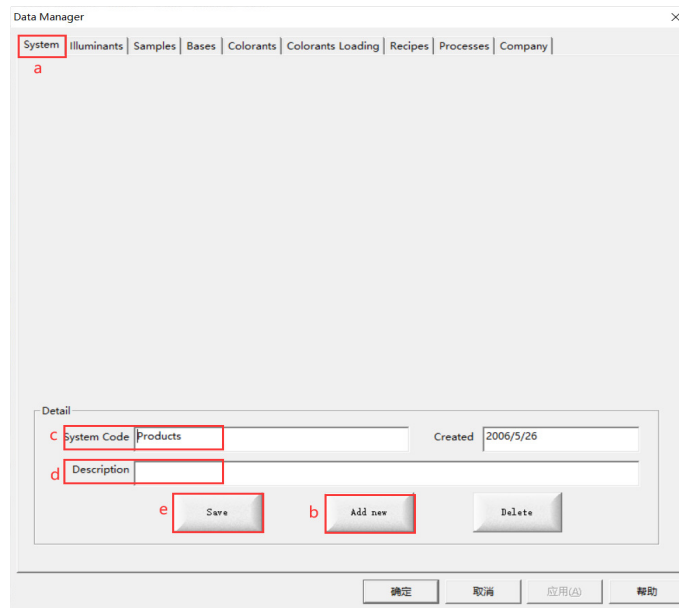 Data Manager
System Illuminants Samples Bases Colorants Colorants Loading Recipes Processes Company
a
Detail
c System Code Products Created 2006/5/26
d Description
e Save b Add new Delete
确定 取消 应用(A) 帮助